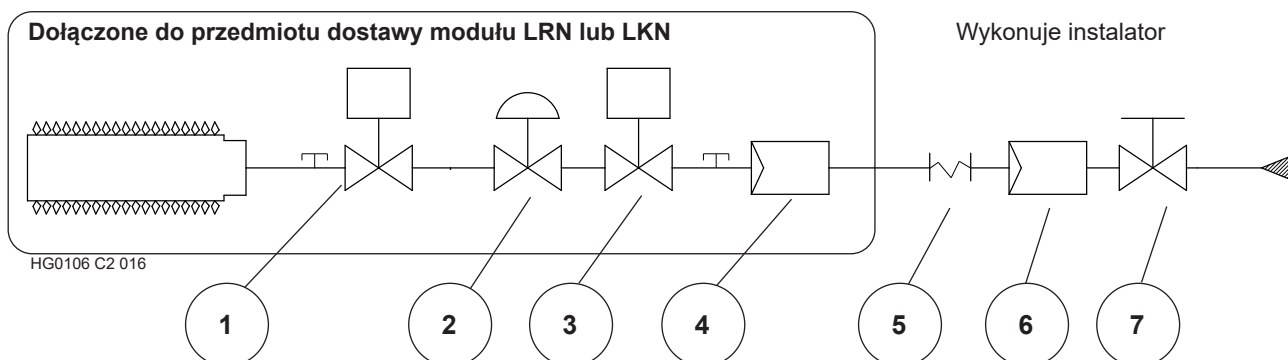 Dołączone do przedmiotu dostawy modułu LRN lub LKN
Wykonuje instalator
HG0106 C2 016
1
2
3
4
5
6
7